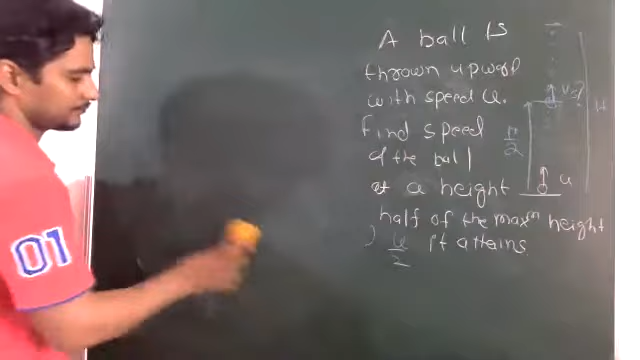 A ball is
thrown upword
with speed u.
Find speed
of the ball
at a height
half of the maxm height
it attains
u/2
H/2
v=?
H
u
01